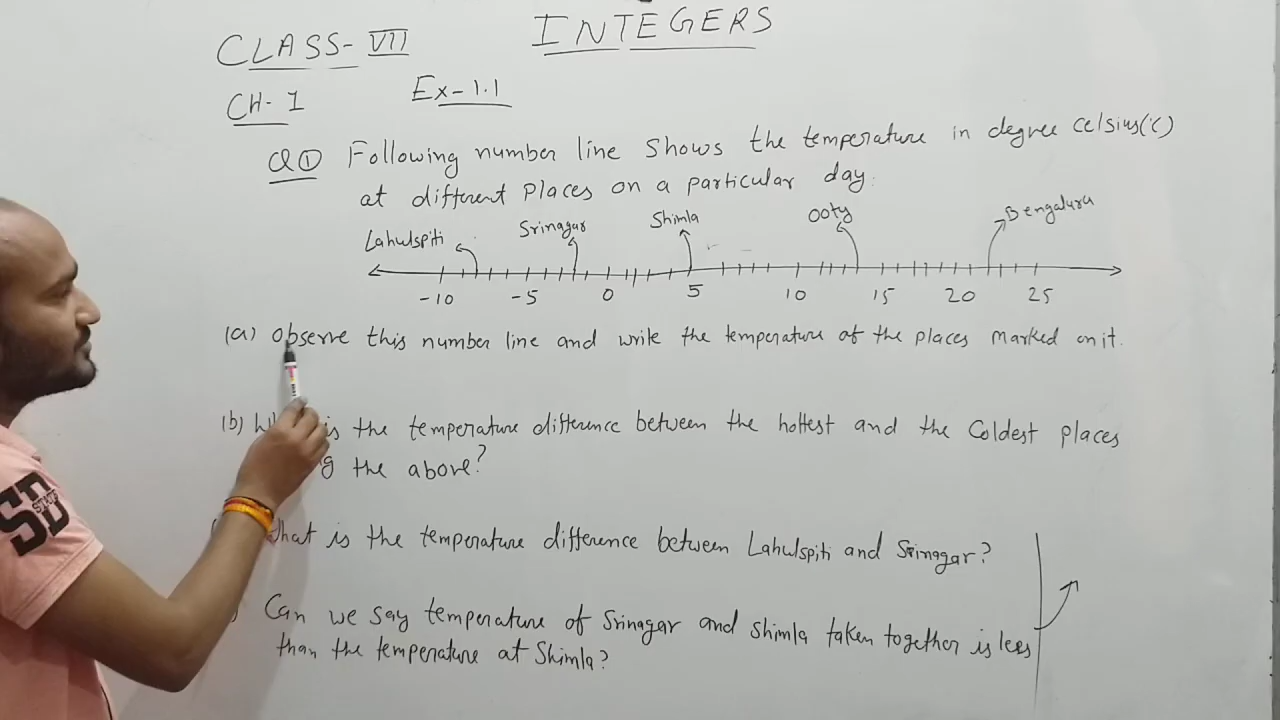 INTEGERS
CLASS-VII
CH-1
Ex-1.1
Q① Following number line shows the temperature in degree celsius(°C)
at different places on a particular day.
Lahulspiti Srinagar Shimla Ooty Bengaluru
-10 -5 0 5 10 15 20 25
(a) Observe this number line and write the temperature of the places marked on it.
(b) is the temperature difference between the hottest and the coldest places
the above?
What is the temperature difference between Lahulspiti and Srinagar?
Can we say temperature of Srinagar and Shimla taken together is less
than the temperature at Shimla?
SD